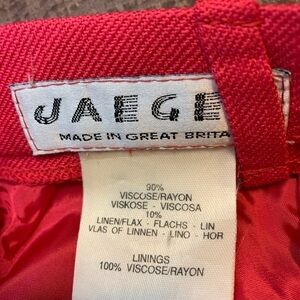 JAEGE
MADE IN GREAT BRITA
90%
VISCOSE/RAYON
VISKOSE - VISCOSA
10%
LINEN/FLAX - FLACHS - LIN
VLAS OF LINNEN - LINO - HOR
LININGS
100% VISCOSE/RAYON